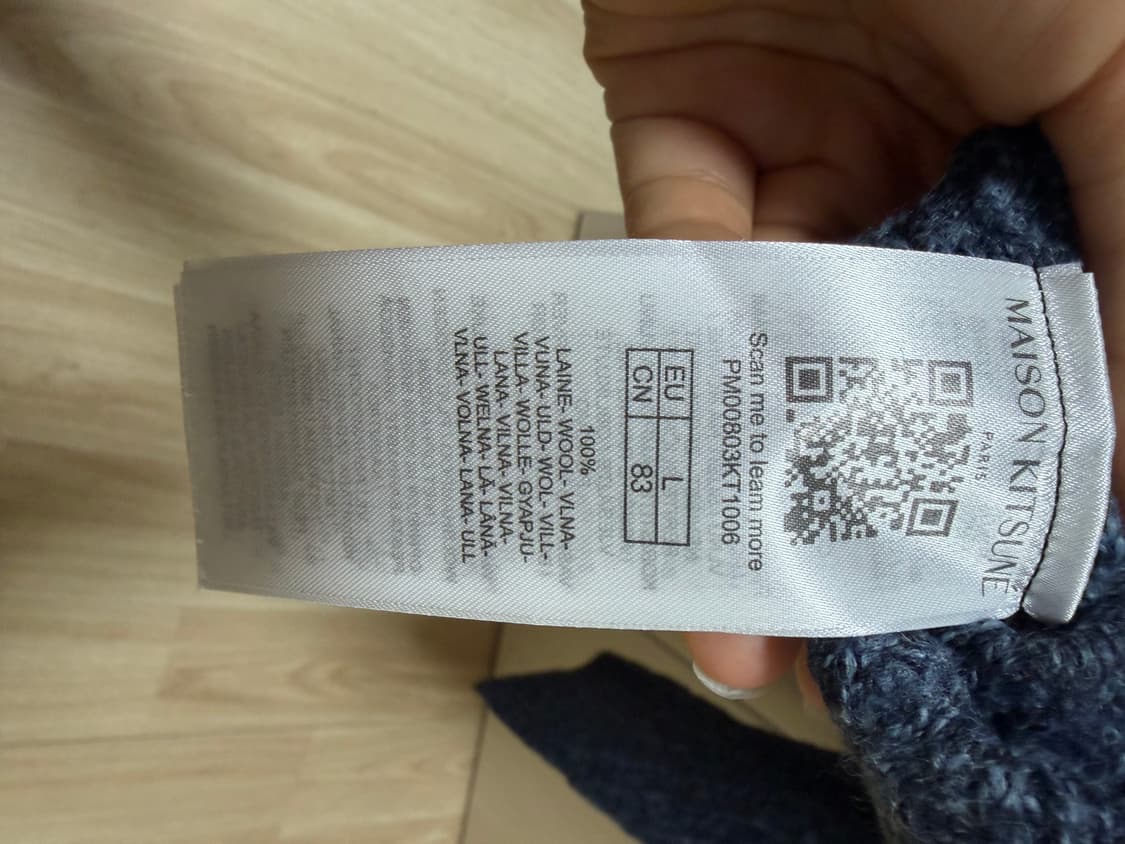 MAISON KITSUNÉ
PARIS
Scan me to learn more
PM00803KT1006
EU L
CN 83
100%
LAINE- WOOL- VLNA-
VUNA- ULD- WOL- VILL-
VILLA- WOLLE- GYAPJU-
LANA- VILNA- VILNA-
ULL- WEŁNA- LÃ- LÂNĂ-
VLNA- VOLNA- LANA- ULL